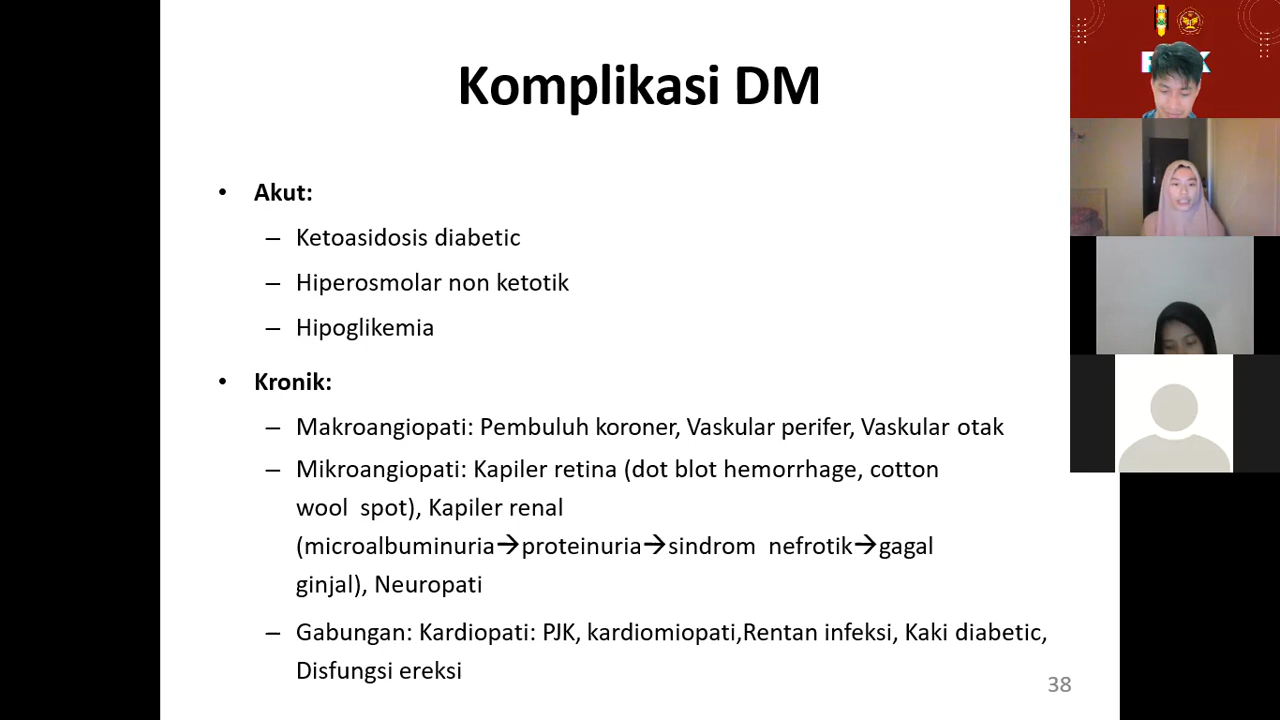 Komplikasi DM
• Akut:
– Ketoasidosis diabetic
– Hiperosmolar non ketotik
– Hipoglikemia
• Kronik:
– Makroangiopati: Pembuluh koroner, Vaskular perifer, Vaskular otak
– Mikroangiopati: Kapiler retina (dot blot hemorrhage, cotton
wool spot), Kapiler renal
(microalbuminuria→proteinuria→sindrom nefrotik→gagal
ginjal), Neuropati
– Gabungan: Kardiopati: PJK, kardiomiopati,Rentan infeksi, Kaki diabetic,
Disfungsi ereksi
38